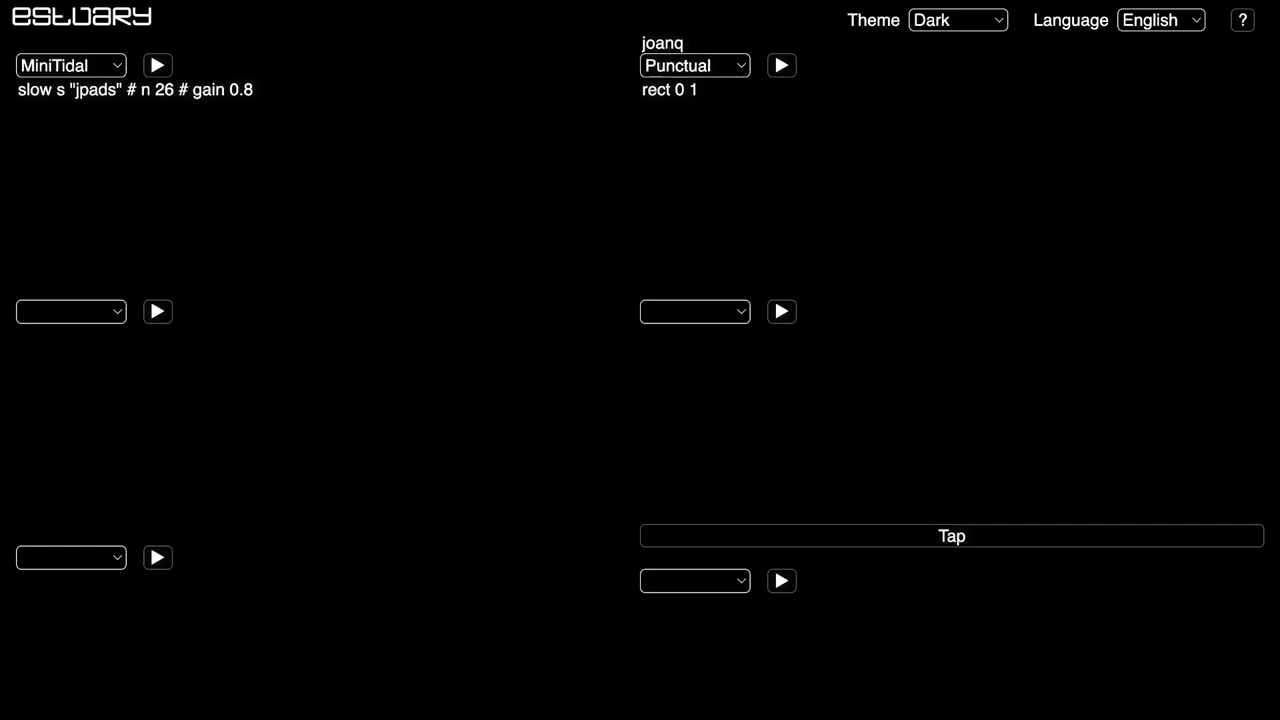 estuary
Theme Dark Language English ?
joanq
MiniTidal
Punctual
slow s "jpads" # n 26 # gain 0.8
rect 0 1
Tap